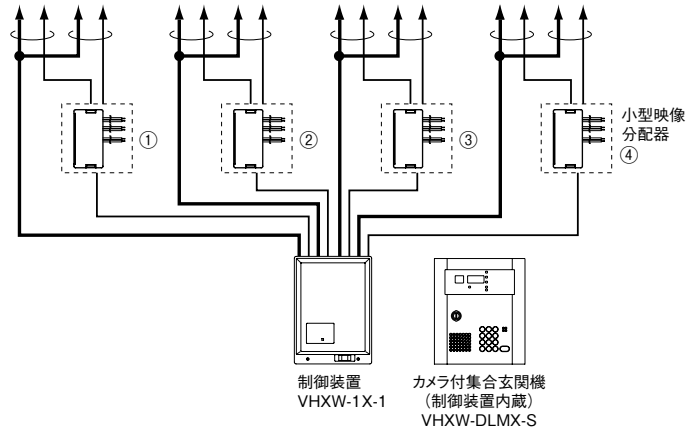 ①
②
③
小型映像
分配器
④
制御装置
VHXW-1X-1
カメラ付集合玄関機
（制御装置内蔵）
VHXW-DLMX-S